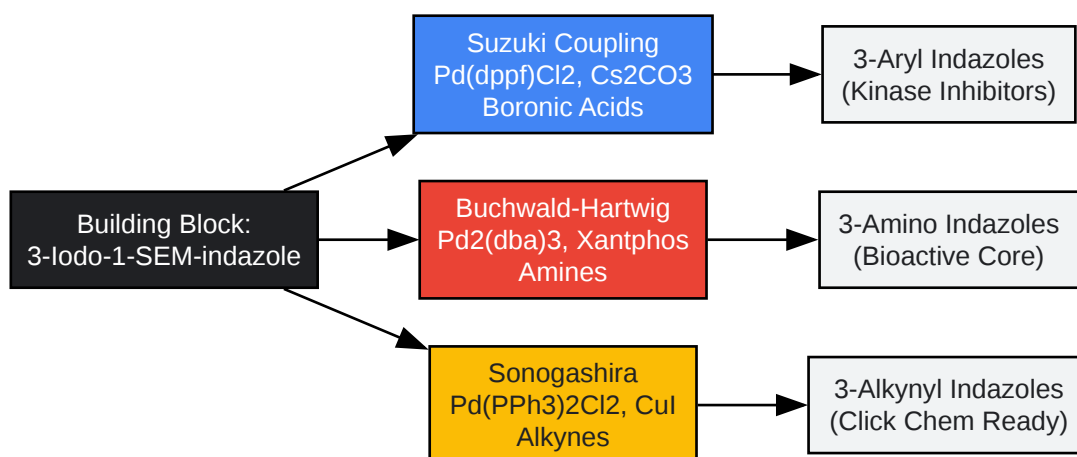 Suzuki Coupling
Pd(dppf)Cl2, Cs2CO3
Boronic Acids
3-Aryl Indazoles
(Kinase Inhibitors)
Building Block:
3-Iodo-1-SEM-indazole
Buchwald-Hartwig
Pd2(dba)3, Xantphos
Amines
3-Amino Indazoles
(Bioactive Core)
Sonogashira
Pd(PPh3)2Cl2, CuI
Alkynes
3-Alkynyl Indazoles
(Click Chem Ready)